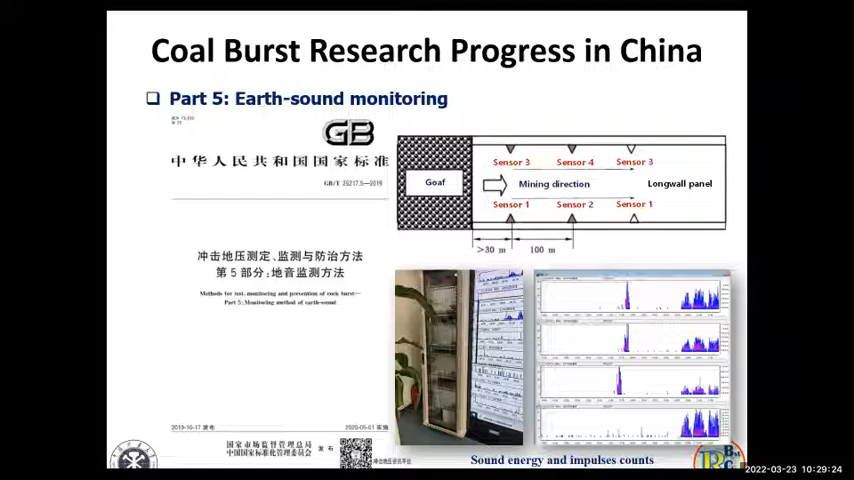 Coal Burst Research Progress in China
Part 5: Earth-sound monitoring
GB
中华人民共和国国家标准
GB/T 25217.5—2019
冲击地压测定、监测与防治方法
第 5 部分:地音监测方法
Methods for test, monitoring and prevention of rock burst—
Part 5: Monitoring method of earth-sound
2019-10-17 发布
2020-05-01 实施
国家市场监督管理总局
国家标准化管理委员会
发布
Sensor 3
Sensor 4
Sensor 3
Goaf
Mining direction
Longwall panel
Sensor 1
Sensor 2
Sensor 1
>30 m
100 m
Sound energy and impulses counts
2022-03-23 10:29:24